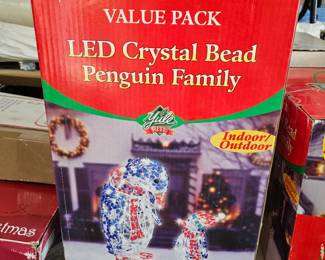 VALUE PACK
LED Crystal Bead
Penguin Family
Yule
Indoor/
Outdoor